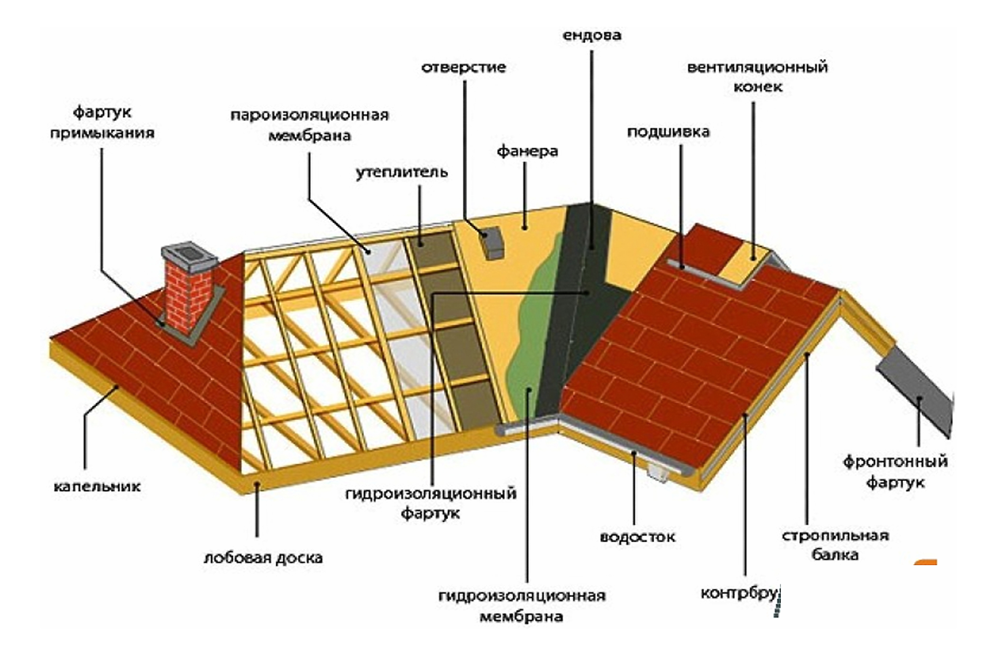 ендова
отверстие
вентиляционный
конек
фартук
примыкания
пароизоляционная
мембрана
подшивка
фанера
утеплитель
фронтонный
фартук
капельник
гидроизоляционный
фартук
водосток
стропильная
балка
лобовая доска
гидроизоляционная
мембрана
контрбру